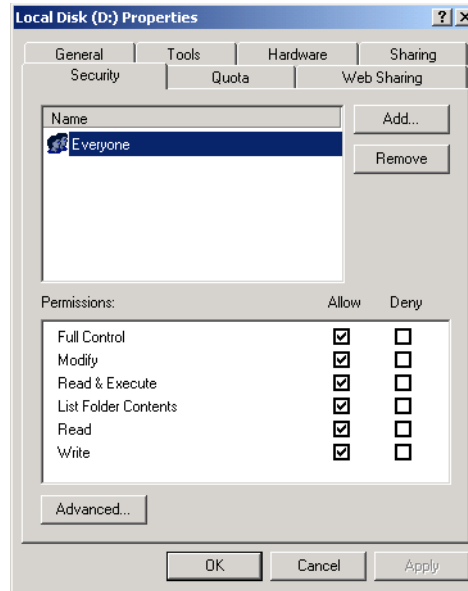 Local Disk (D:) Properties
General Tools Hardware Sharing
Security Quota Web Sharing
Name
Everyone
Add...
Remove
Permissions: Allow Deny
Full Control
Modify
Read & Execute
List Folder Contents
Read
Write
Advanced...
OK Cancel Apply